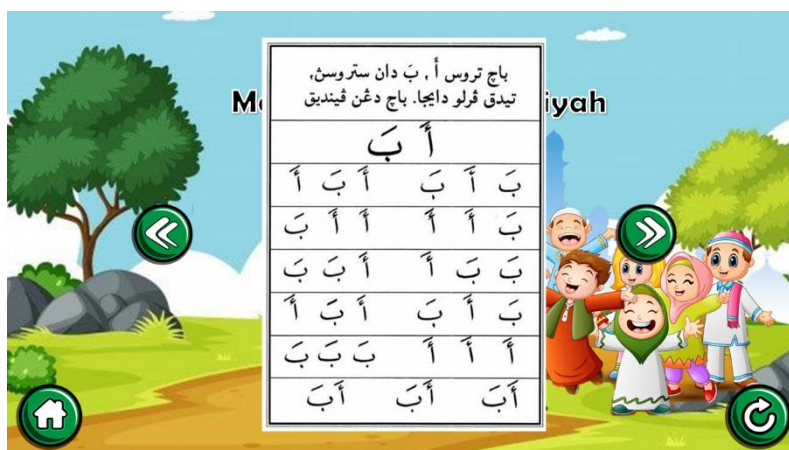 باچ تروس أَ , بَ دان ستروسڽ,
تيدق ڤرلو دايجا. باچ دڠن ڤينديق
أَ بَ
بَ أَ بَ أَ بَ أَ
بَ أَ أَ أَ أَ بَ
بَ بَ أَ أَ بَ بَ
بَ أَ بَ أَ بَ أَ
أَ أَ أَ بَ بَ بَ
أَبَ أَبَ أَبَ